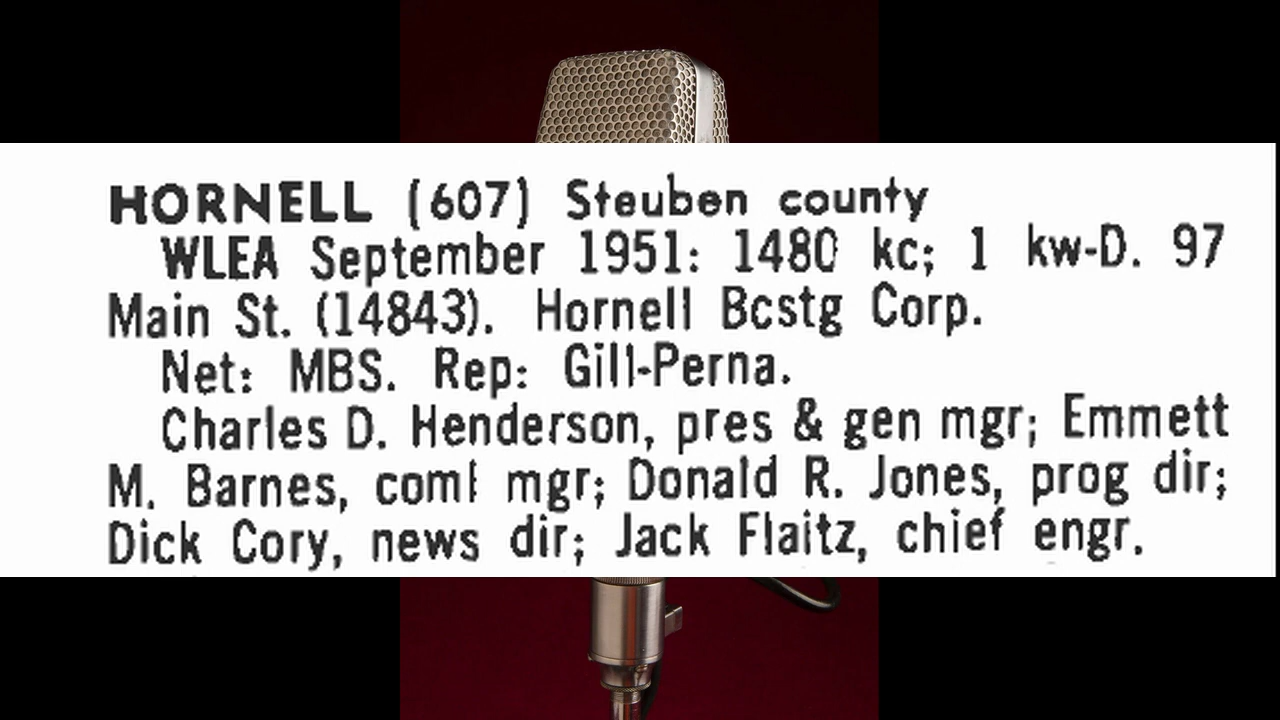 HORNELL (607) Steuben county
WLEA September 1951: 1480 kc; 1 kw-D. 97
Main St. (14843). Hornell Bcstg Corp.
Net: MBS. Rep: Gill-Perna.
Charles D. Henderson, pres & gen mgr; Emmett
M. Barnes, coml mgr; Donald R. Jones, prog dir;
Dick Cory, news dir; Jack Flaitz, chief engr.